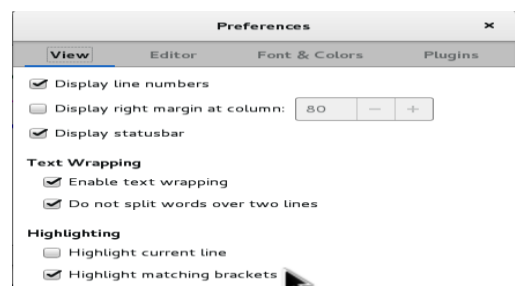 Preferences ×
View Editor Font & Colors Plugins
Display line numbers
Display right margin at column: 80 − +
Display statusbar
Text Wrapping
Enable text wrapping
Do not split words over two lines
Highlighting
Highlight current line
Highlight matching brackets